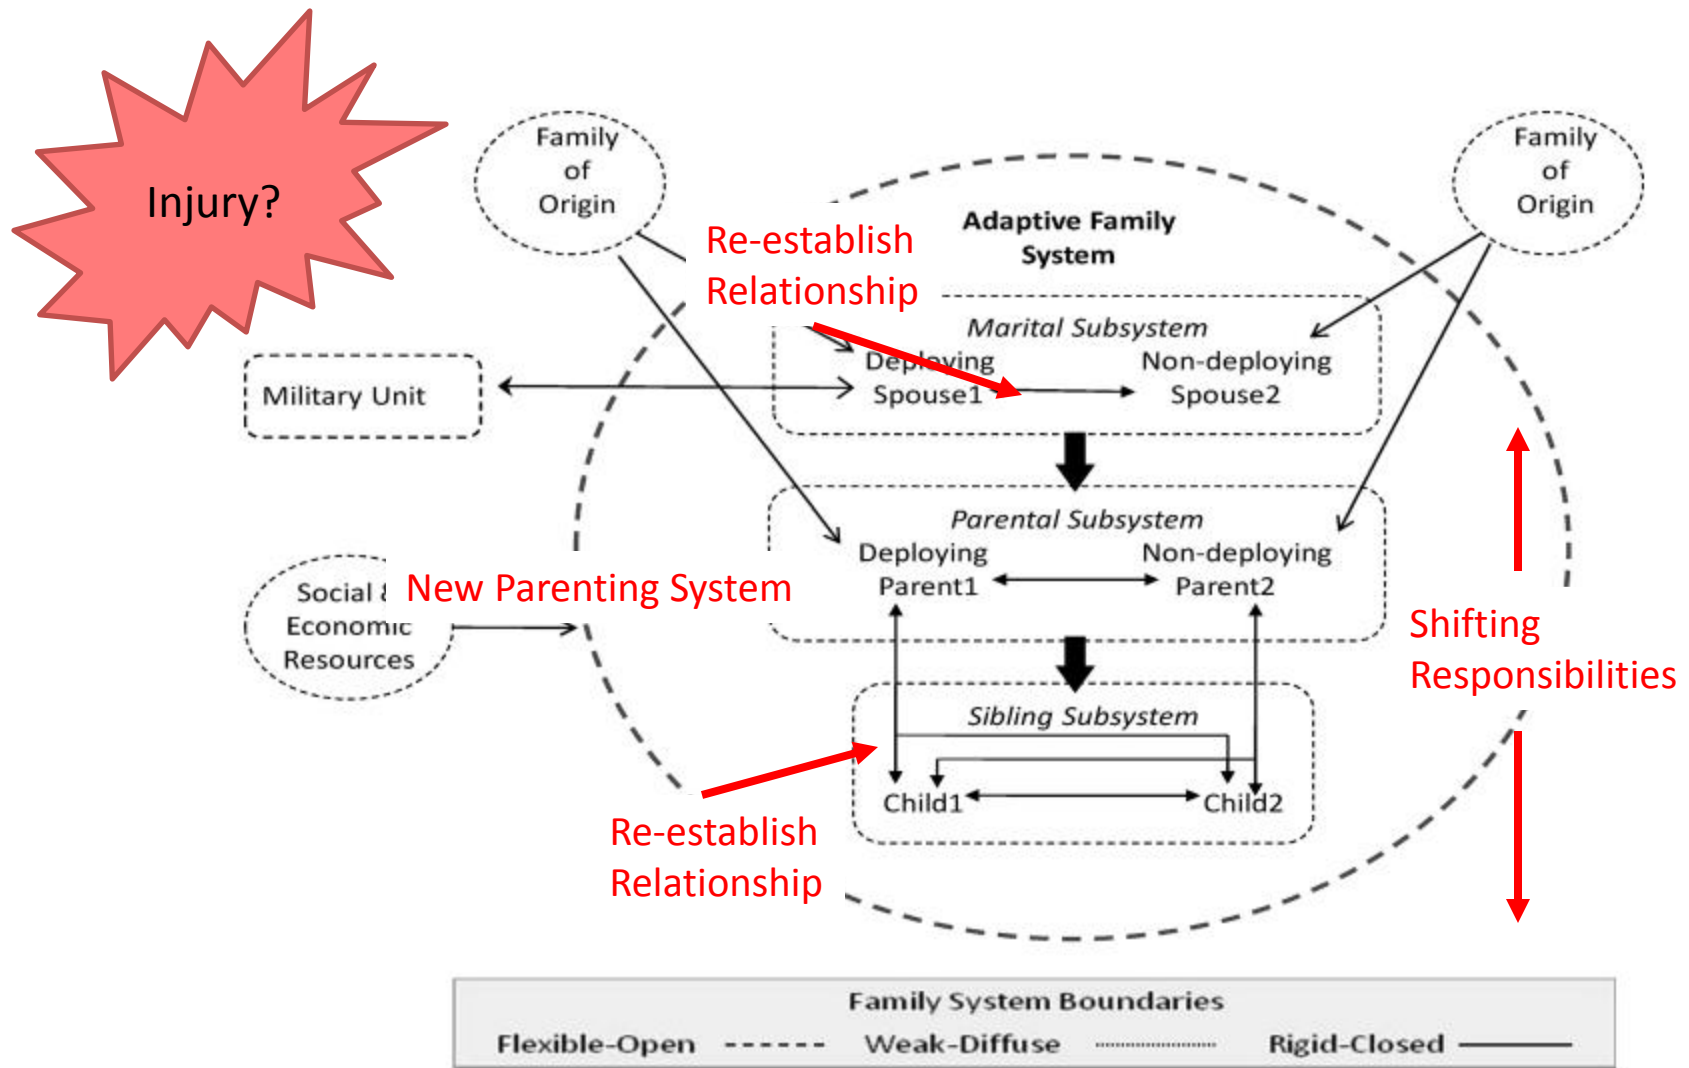 Injury?
Family
of
Origin
Family
of
Origin
Adaptive Family
System
Re-establish
Relationship
Marital Subsystem
Deploying
Spouse1
Non-deploying
Spouse2
Military Unit
Parental Subsystem
Deploying
Parent1
Non-deploying
Parent2
New Parenting System
Social &
Economic
Resources
Shifting
Responsibilities
Sibling Subsystem
Child1
Child2
Re-establish
Relationship
Family System Boundaries
Flexible-Open
Weak-Diffuse
Rigid-Closed